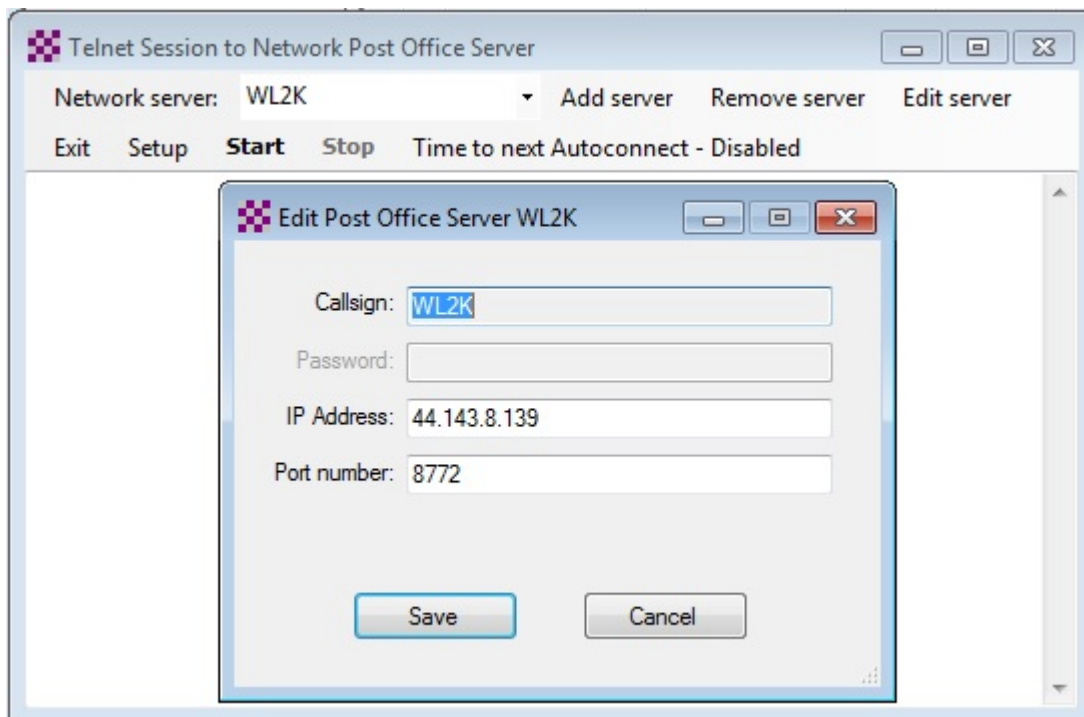 Telnet Session to Network Post Office Server
Network server: WL2K Add server Remove server Edit server
Exit Setup Start Stop Time to next Autoconnect - Disabled
Edit Post Office Server WL2K
Callsign: WL2K
Password:
IP Address: 44.143.8.139
Port number: 8772
Save Cancel